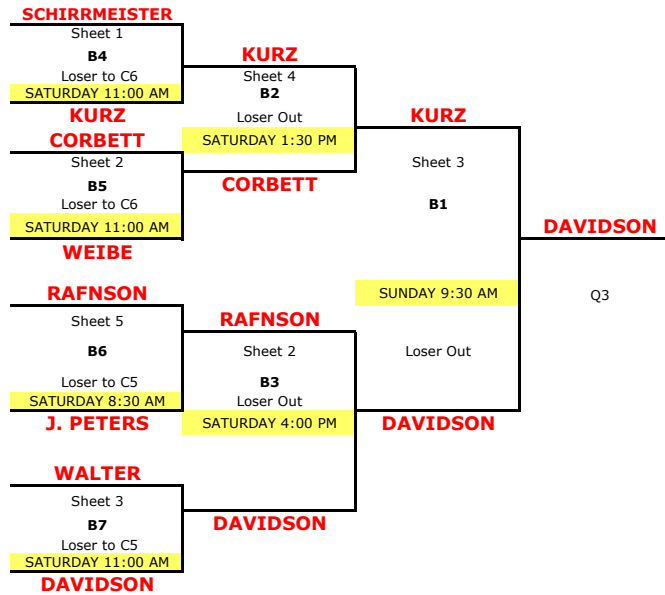 SCHIRRMEISTER
Sheet 1
B4
Loser to C6
SATURDAY 11:00 AM
KURZ
CORBETT
Sheet 2
B5
Loser to C6
SATURDAY 11:00 AM
WEIBE
RAFNSON
Sheet 5
B6
Loser to C5
SATURDAY 8:30 AM
J. PETERS
WALTER
Sheet 3
B7
Loser to C5
SATURDAY 11:00 AM
DAVIDSON
KURZ
Sheet 4
B2
Loser Out
SATURDAY 1:30 PM
CORBETT
RAFNSON
Sheet 2
B3
Loser Out
SATURDAY 4:00 PM
DAVIDSON
KURZ
Sheet 3
B1
SUNDAY 9:30 AM
Loser Out
DAVIDSON
DAVIDSON
Q3